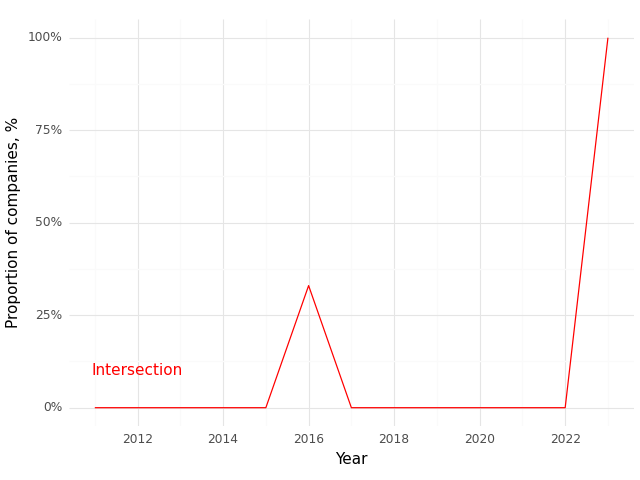 100%
75%
50%
25%
0%
Proportion of companies, %
Intersection
2012 2014 2016 2018 2020 2022
Year